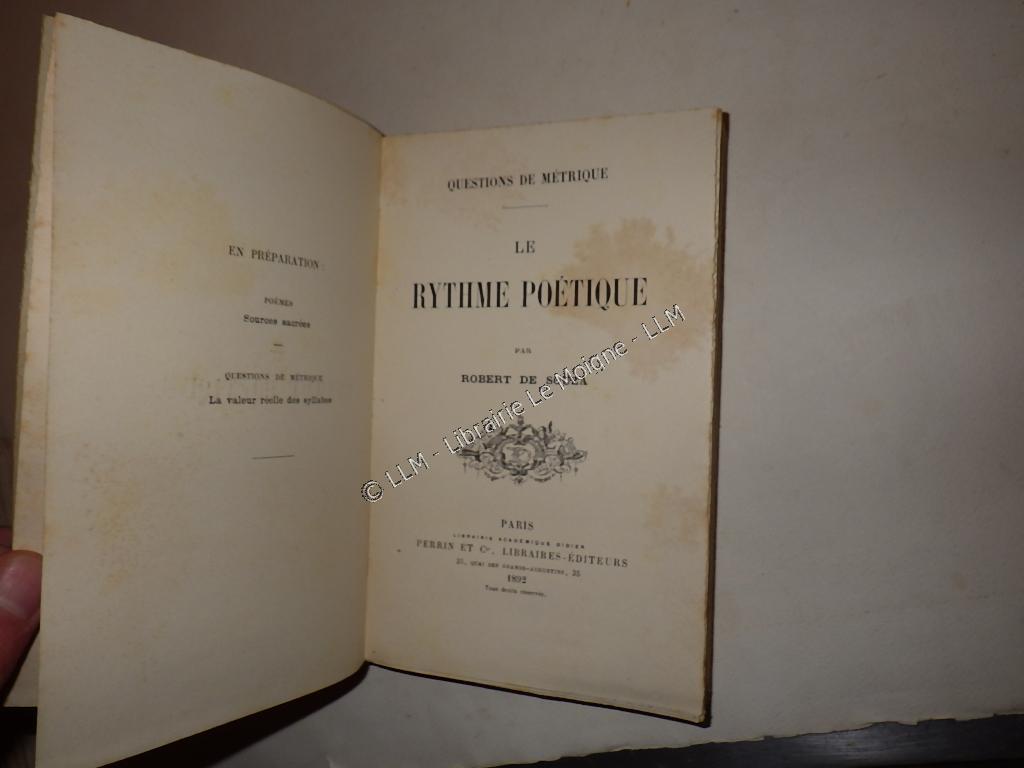 EN PRÉPARATION :
POÈMES
Sources sacrées
QUESTIONS DE MÉTRIQUE
La valeur réelle des syllabes
QUESTIONS DE MÉTRIQUE
LE
RYTHME POÉTIQUE
PAR
ROBERT DE SOUZA
© LLM - Librairie Le Moigne - LLM
PARIS
LIBRAIRIE ACADÉMIQUE DIDIER
PERRIN ET Cie, LIBRAIRES-ÉDITEURS
35, QUAI DES GRANDS-AUGUSTINS, 35
1892
Tous droits réservés.